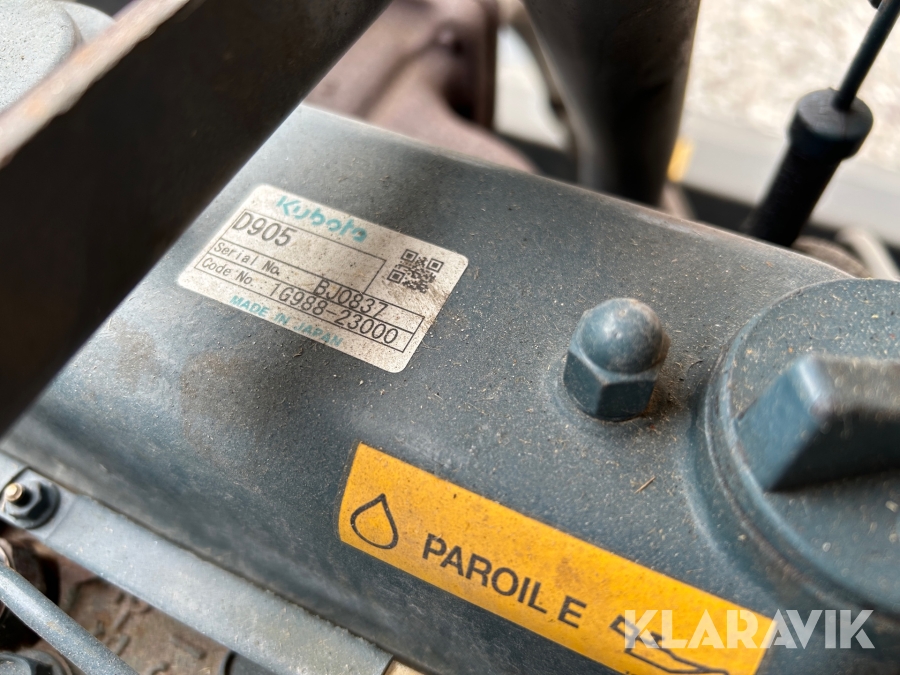 Kubota
D905
Serial No. BJ0837
Code No. 1G988-23000
MADE IN JAPAN
PAROIL E
KLARAVIK